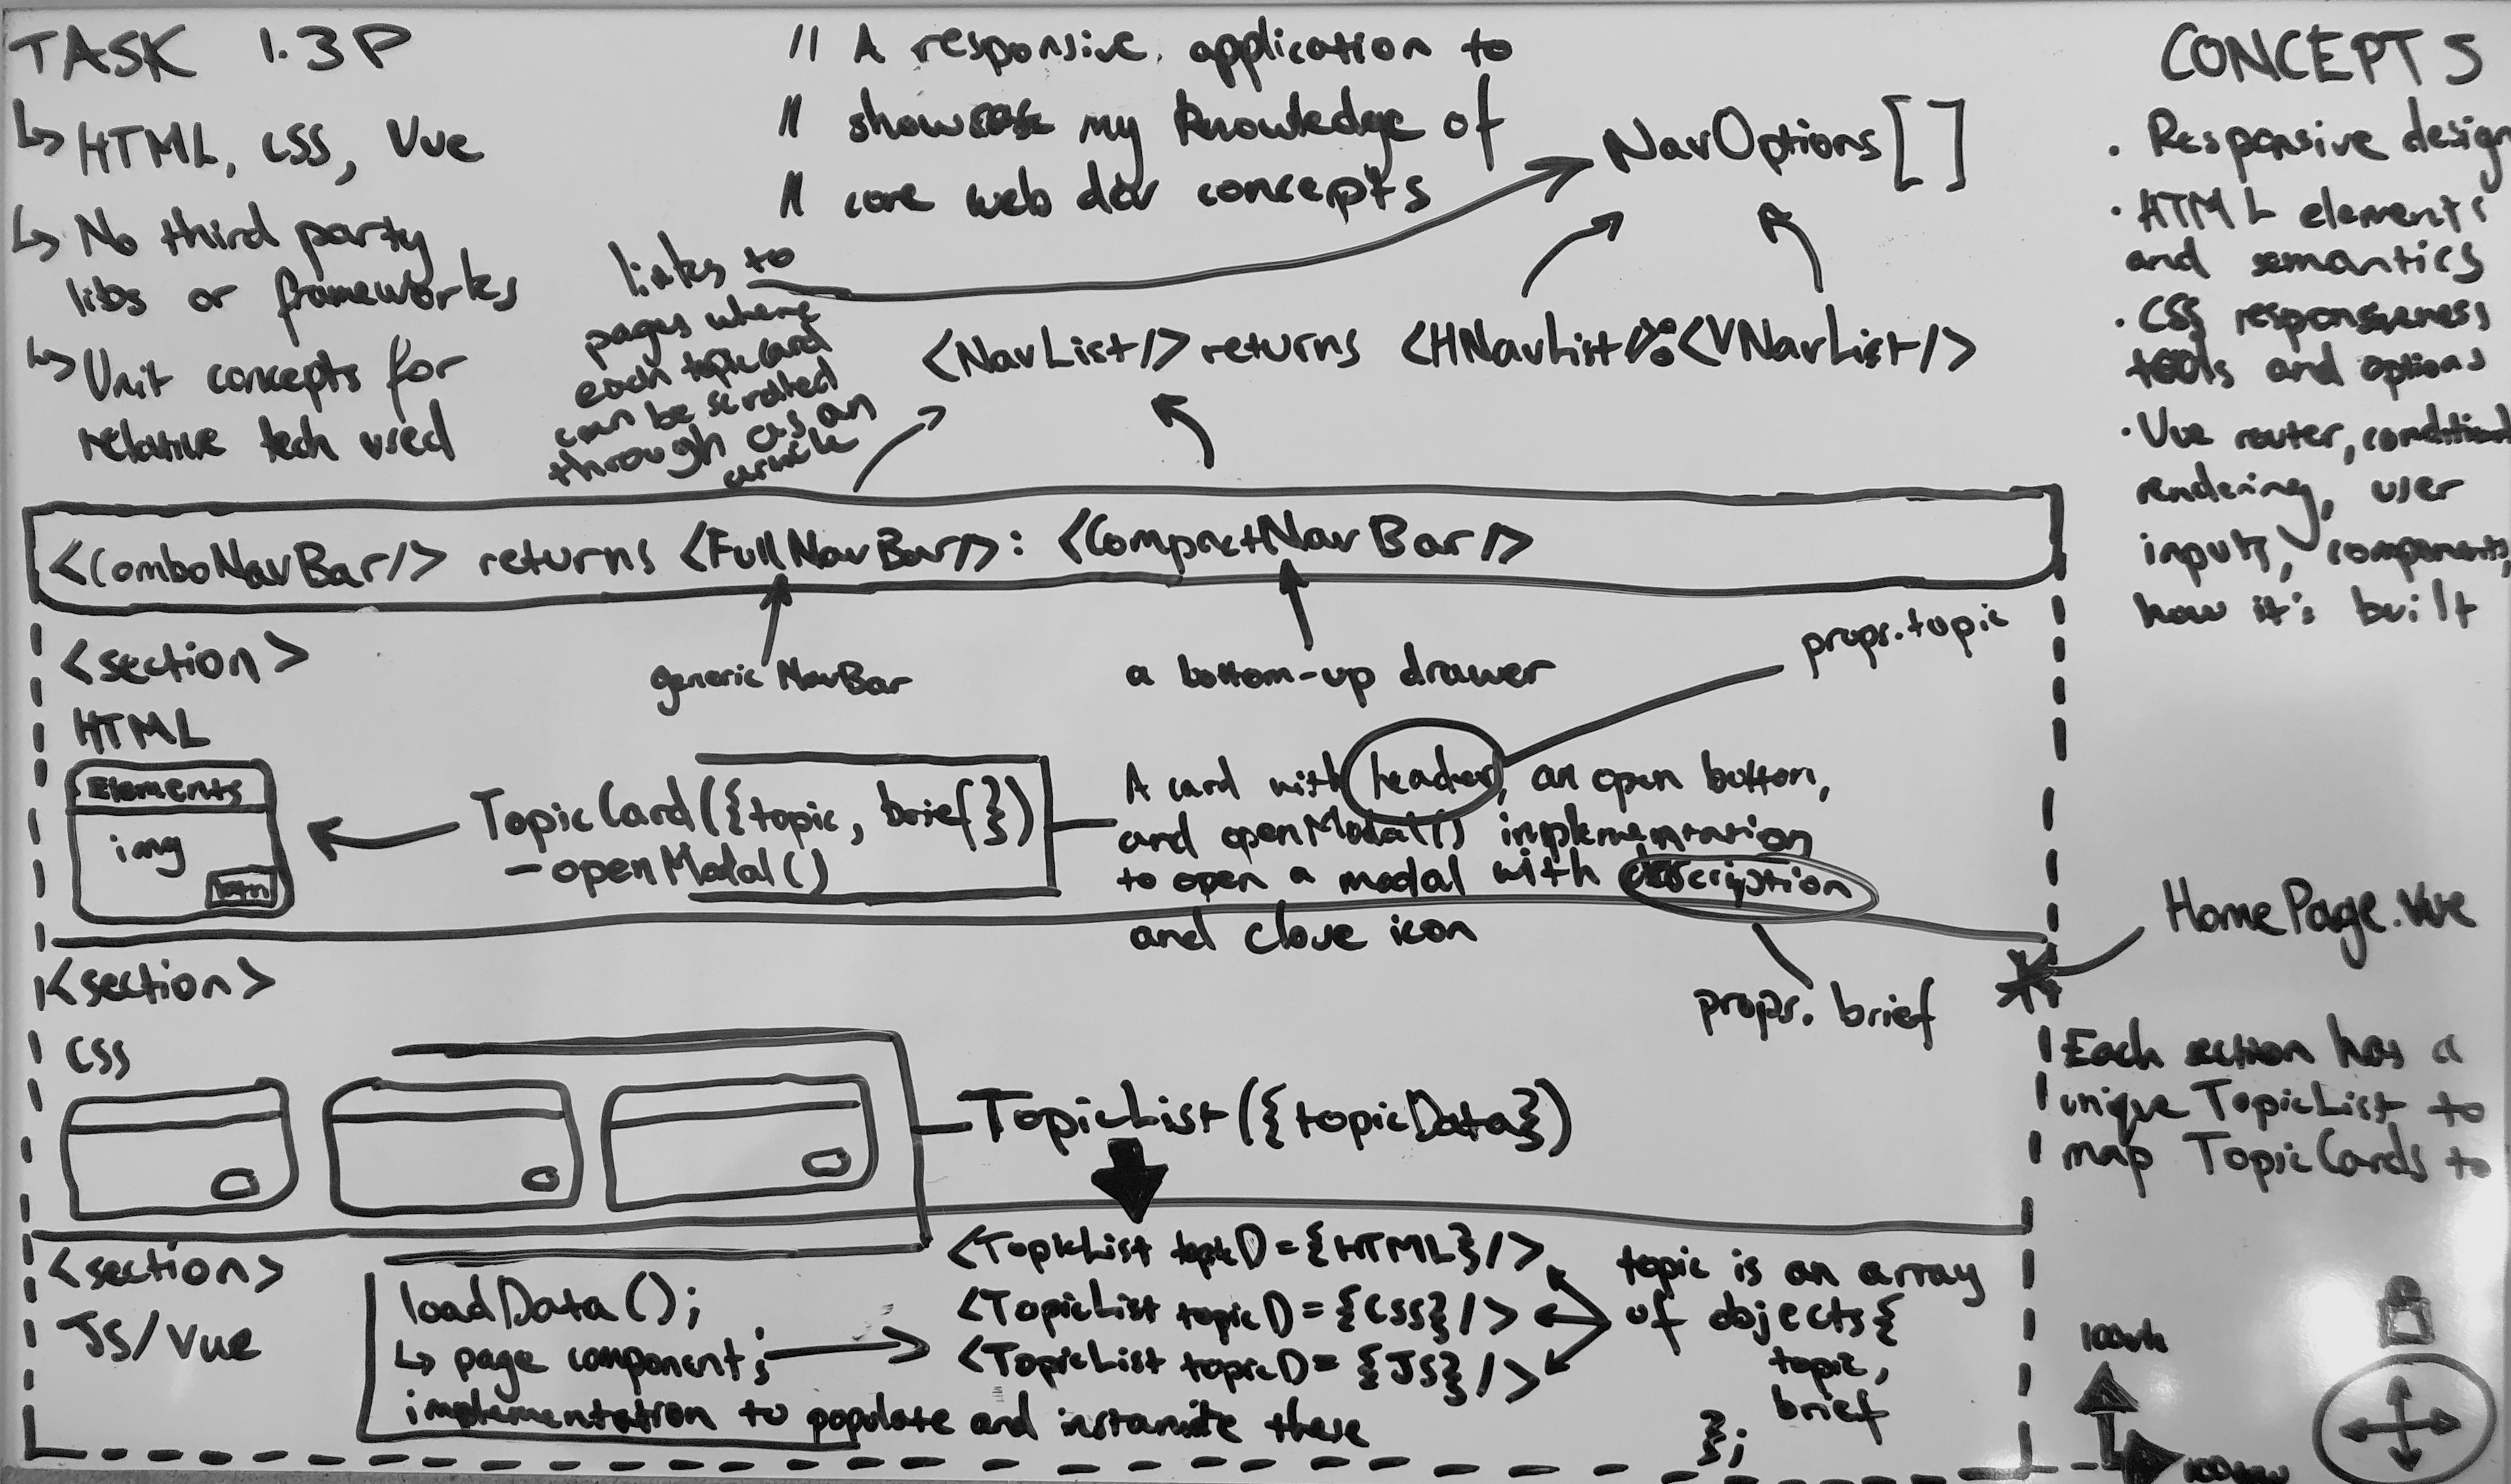 TASK 1.3P
↳ HTML, CSS, Vue
↳ No third party
libs or frameworks
↳ Unit concepts for
relative tech used
// A responsive application to
// showcase my knowledge of
// core web dev concepts
NavOptions[]
links to
pages where
each topic card
can be scrolled
through as an
article
<NavList/> returns <HNavList/>:<VNavList/>
CONCEPTS
· Responsive design
· HTML elements
and semantics
· CSS responseness
tools and options
· Vue router, conditional
rendering, user
inputs, components,
how it's built
<ComboNavBar/> returns <FullNavBar/>: <CompactNavBar/>
generic NavBar
a bottom-up drawer
props.topic
<section>
HTML
Elements
img
learn
TopicCard({topic, brief})
-openModal()
A card with header, an open button,
and openModal() implementation
to open a modal with description
and close icon
props.brief
HomePage.vue
<section>
CSS
TopicList({topicData})
Each section has a
unique TopicList to
map TopicCards to
<section>
JS/Vue
loadData();
↳ page component;
implementation to populate and instantite these
<TopicList topicD={HTML}/>
<TopicList topicD={CSS}/>
<TopicList topicD={JS}/>
topic is an array
of objects{
topic,
brief
};
100vh
100vw